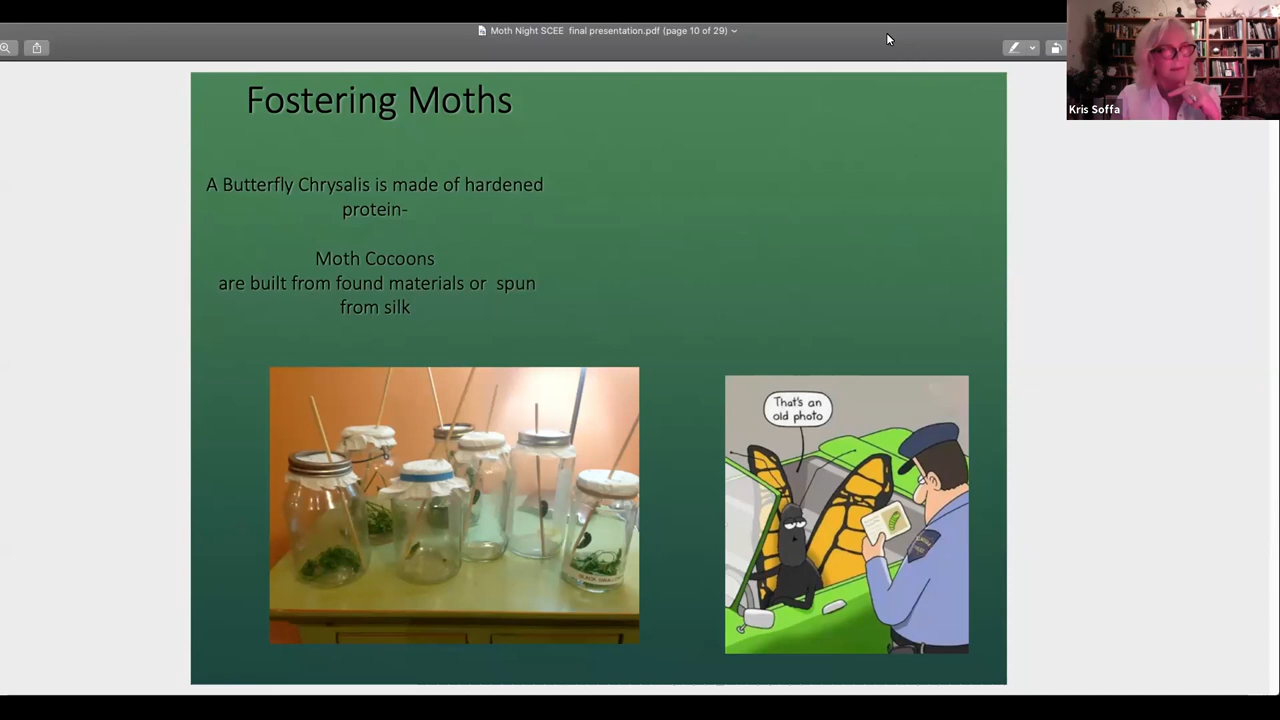 Moth Night SCEE final presentation.pdf (page 10 of 29)
Kris Soffa
Fostering Moths
A Butterfly Chrysalis is made of hardened
protein-
Moth Cocoons
are built from found materials or spun
from silk
That's an
old photo